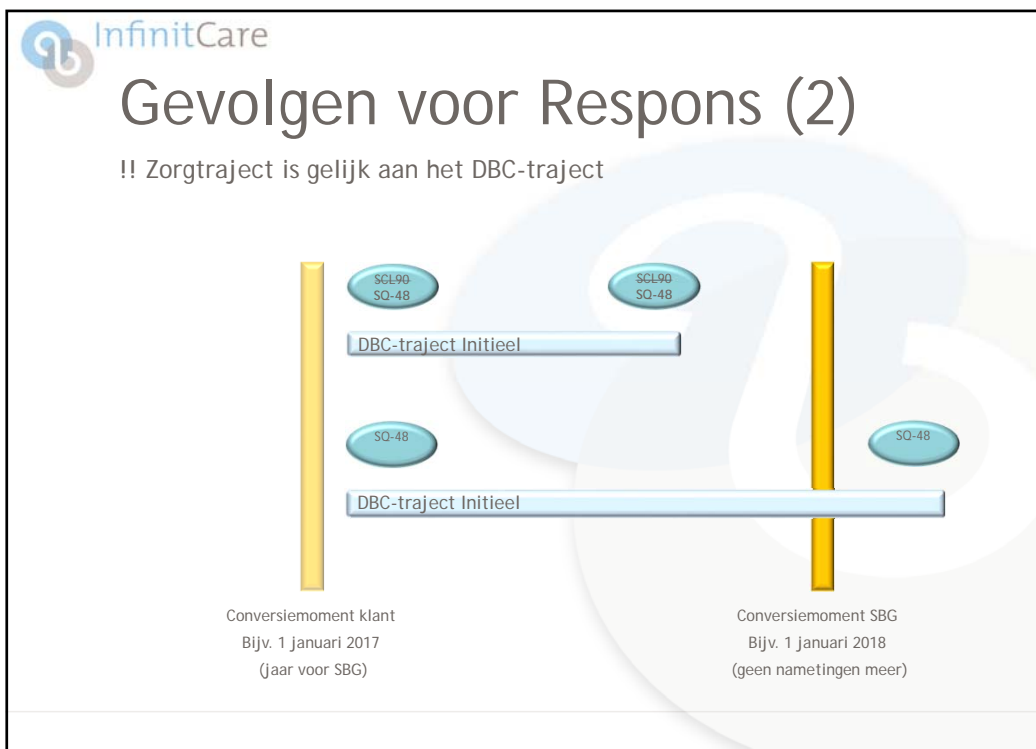 InfinitCare
Gevolgen voor Respons (2)
!! Zorgtraject is gelijk aan het DBC-traject
SCL90
SQ-48
SCL90
SQ-48
DBC-traject Initieel
SQ-48
SQ-48
DBC-traject Initieel
Conversiemoment klant
Bijv. 1 januari 2017
(jaar voor SBG)
Conversiemoment SBG
Bijv. 1 januari 2018
(geen nametingen meer)